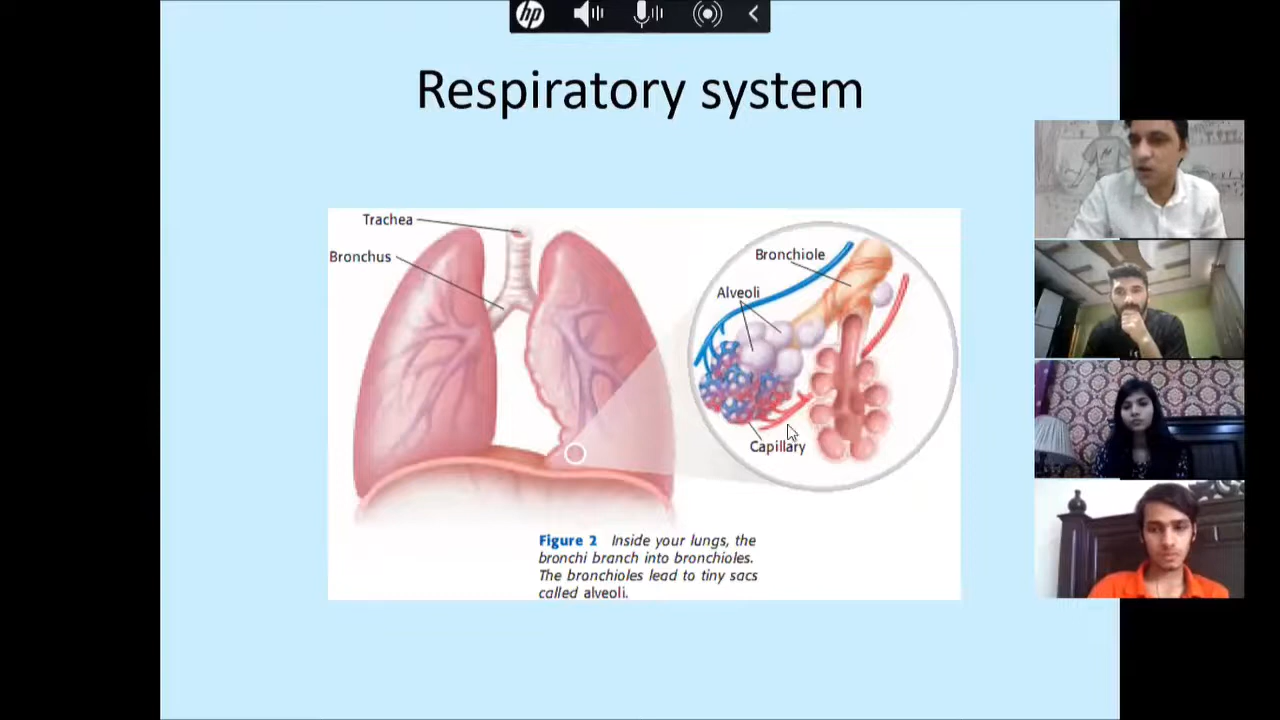 hp
Respiratory system
Trachea
Bronchus
Bronchiole
Alveoli
Capillary
Figure 2 Inside your lungs, the
bronchi branch into bronchioles.
The bronchioles lead to tiny sacs
called alveoli.